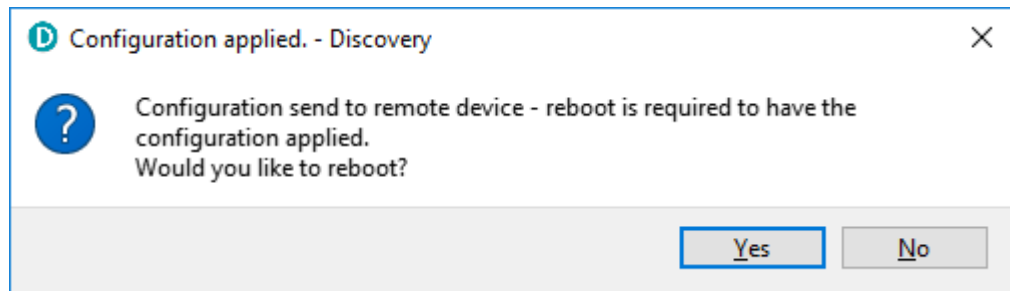 D Configuration applied. - Discovery
?
Configuration send to remote device - reboot is required to have the
configuration applied.
Would you like to reboot?
Yes
No